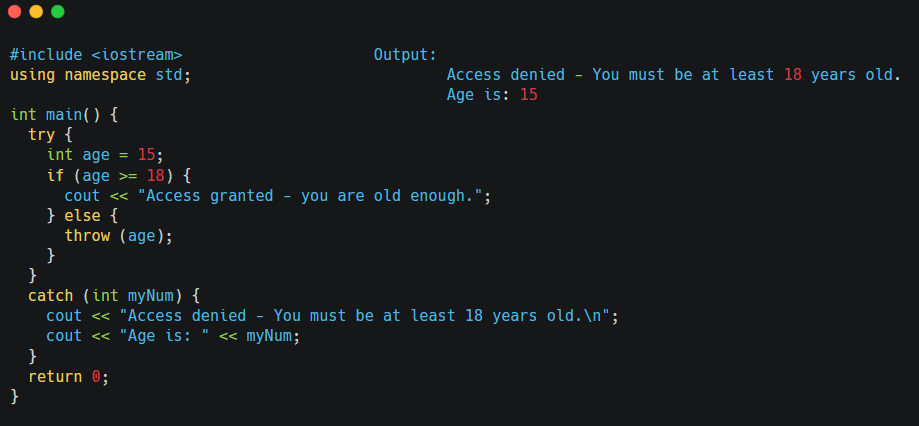 #include <iostream>                     Output:
using namespace std;                            Access denied - You must be at least 18 years old.
                                                Age is: 15
int main() {
  try {
    int age = 15;
    if (age >= 18) {
      cout << "Access granted - you are old enough.";
    } else {
      throw (age);
    }
  }
  catch (int myNum) {
    cout << "Access denied - You must be at least 18 years old.\n";
    cout << "Age is: " << myNum;
  }
  return 0;
}